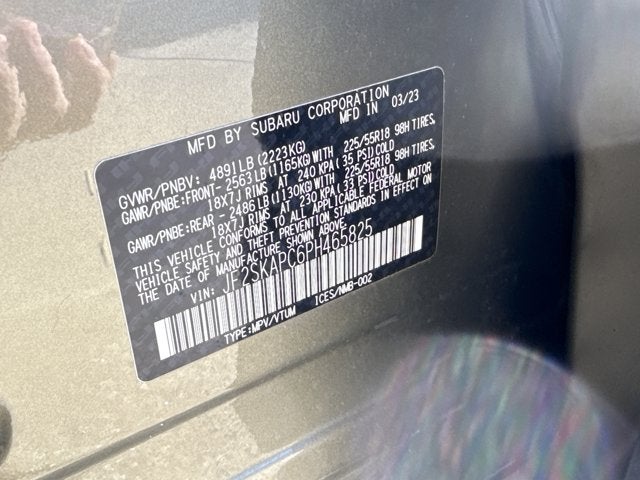 MFD BY SUBARU CORPORATION
MFD IN 03/23
GVWR/PNBV: 4891LB(2223KG)
GAWR/PNBE:FRONT- 2563LB(1165KG)WITH 225/55R18 98H TIRES,
18X7J RIMS AT 240 KPA(35 PSI)COLD
GAWR/PNBE:REAR - 2486LB(1130KG)WITH 225/55R18 98H TIRES,
18X7J RIMS AT 230 KPA(33 PSI)COLD
THIS VEHICLE CONFORMS TO ALL APPLICABLE FEDERAL MOTOR
VEHICLE SAFETY AND THEFT PREVENTION STANDARDS IN EFFECT ON
THE DATE OF MANUFACTURE SHOWN ABOVE.
VIN: JF2SKAPC6PH465825
TYPE:MPV/VTUM ICES/NMB-002